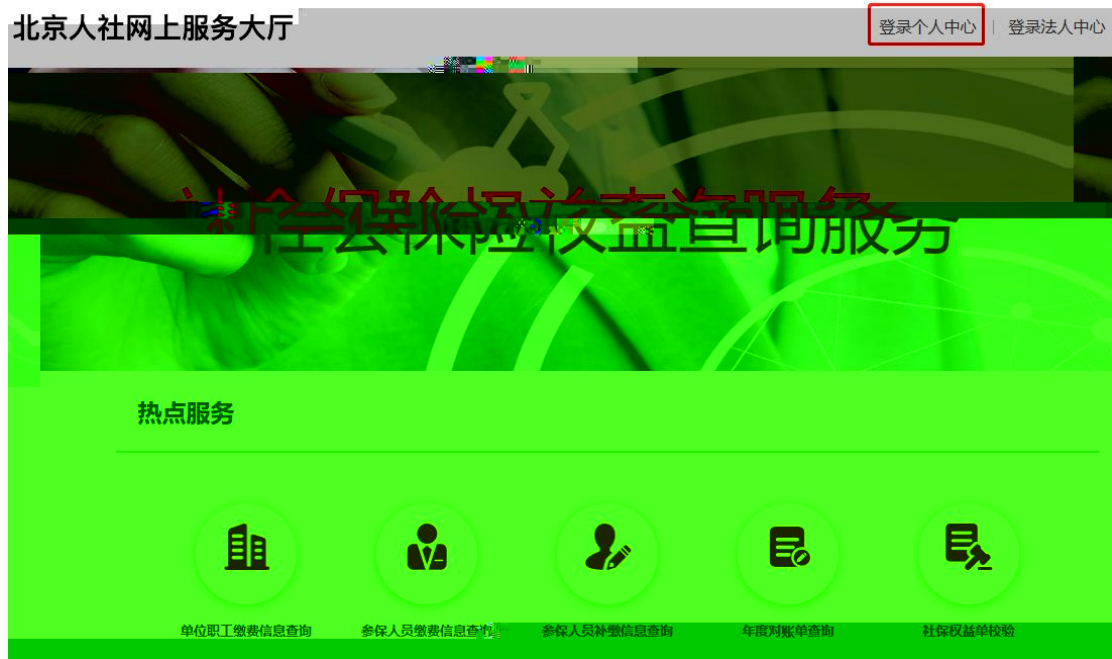 北京人社网上服务大厅
登录个人中心 | 登录法人中心
社会保险权益查询服务
热点服务
单位职工缴费信息查询 参保人员缴费信息查询 参保人员补缴信息查询 年度对账单查询 社保权益单校验